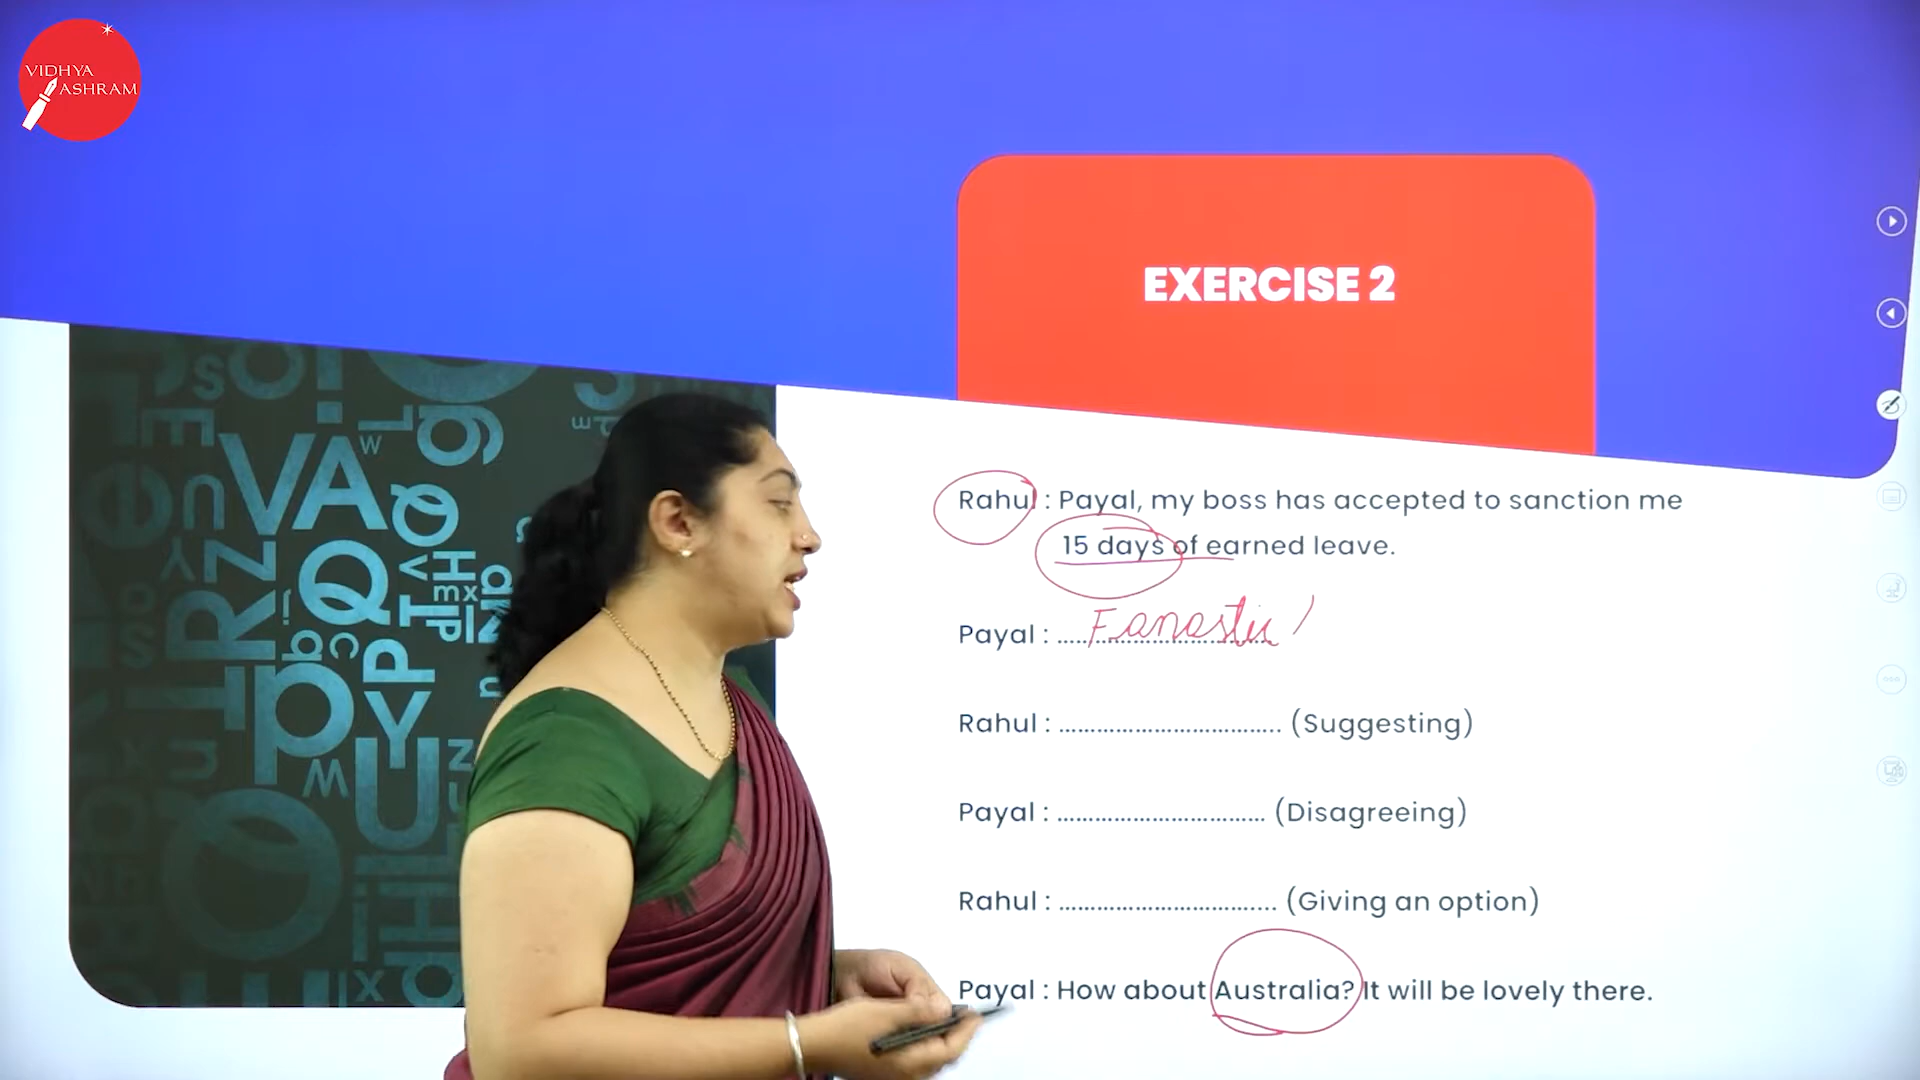 VIDHYA
ASHRAM
EXERCISE 2
Rahul : Payal, my boss has accepted to sanction me
15 days of earned leave.
Payal : ..... Fanastic !
Rahul : .................................. (Suggesting)
Payal : ................................ (Disagreeing)
Rahul : .................................. (Giving an option)
Payal : How about Australia? It will be lovely there.